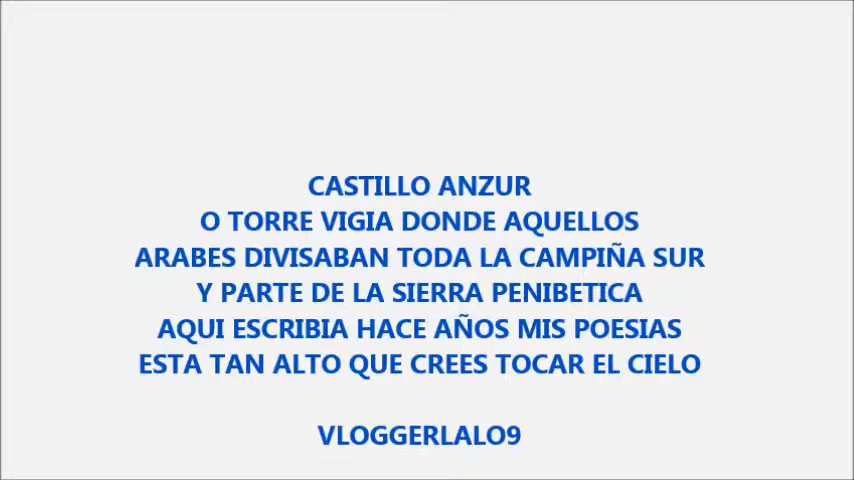 CASTILLO ANZUR
O TORRE VIGIA DONDE AQUELLOS
ARABES DIVISABAN TODA LA CAMPIÑA SUR
Y PARTE DE LA SIERRA PENIBETICA
AQUI ESCRIBIA HACE AÑOS MIS POESIAS
ESTA TAN ALTO QUE CREES TOCAR EL CIELO
VLOGGERLALO9